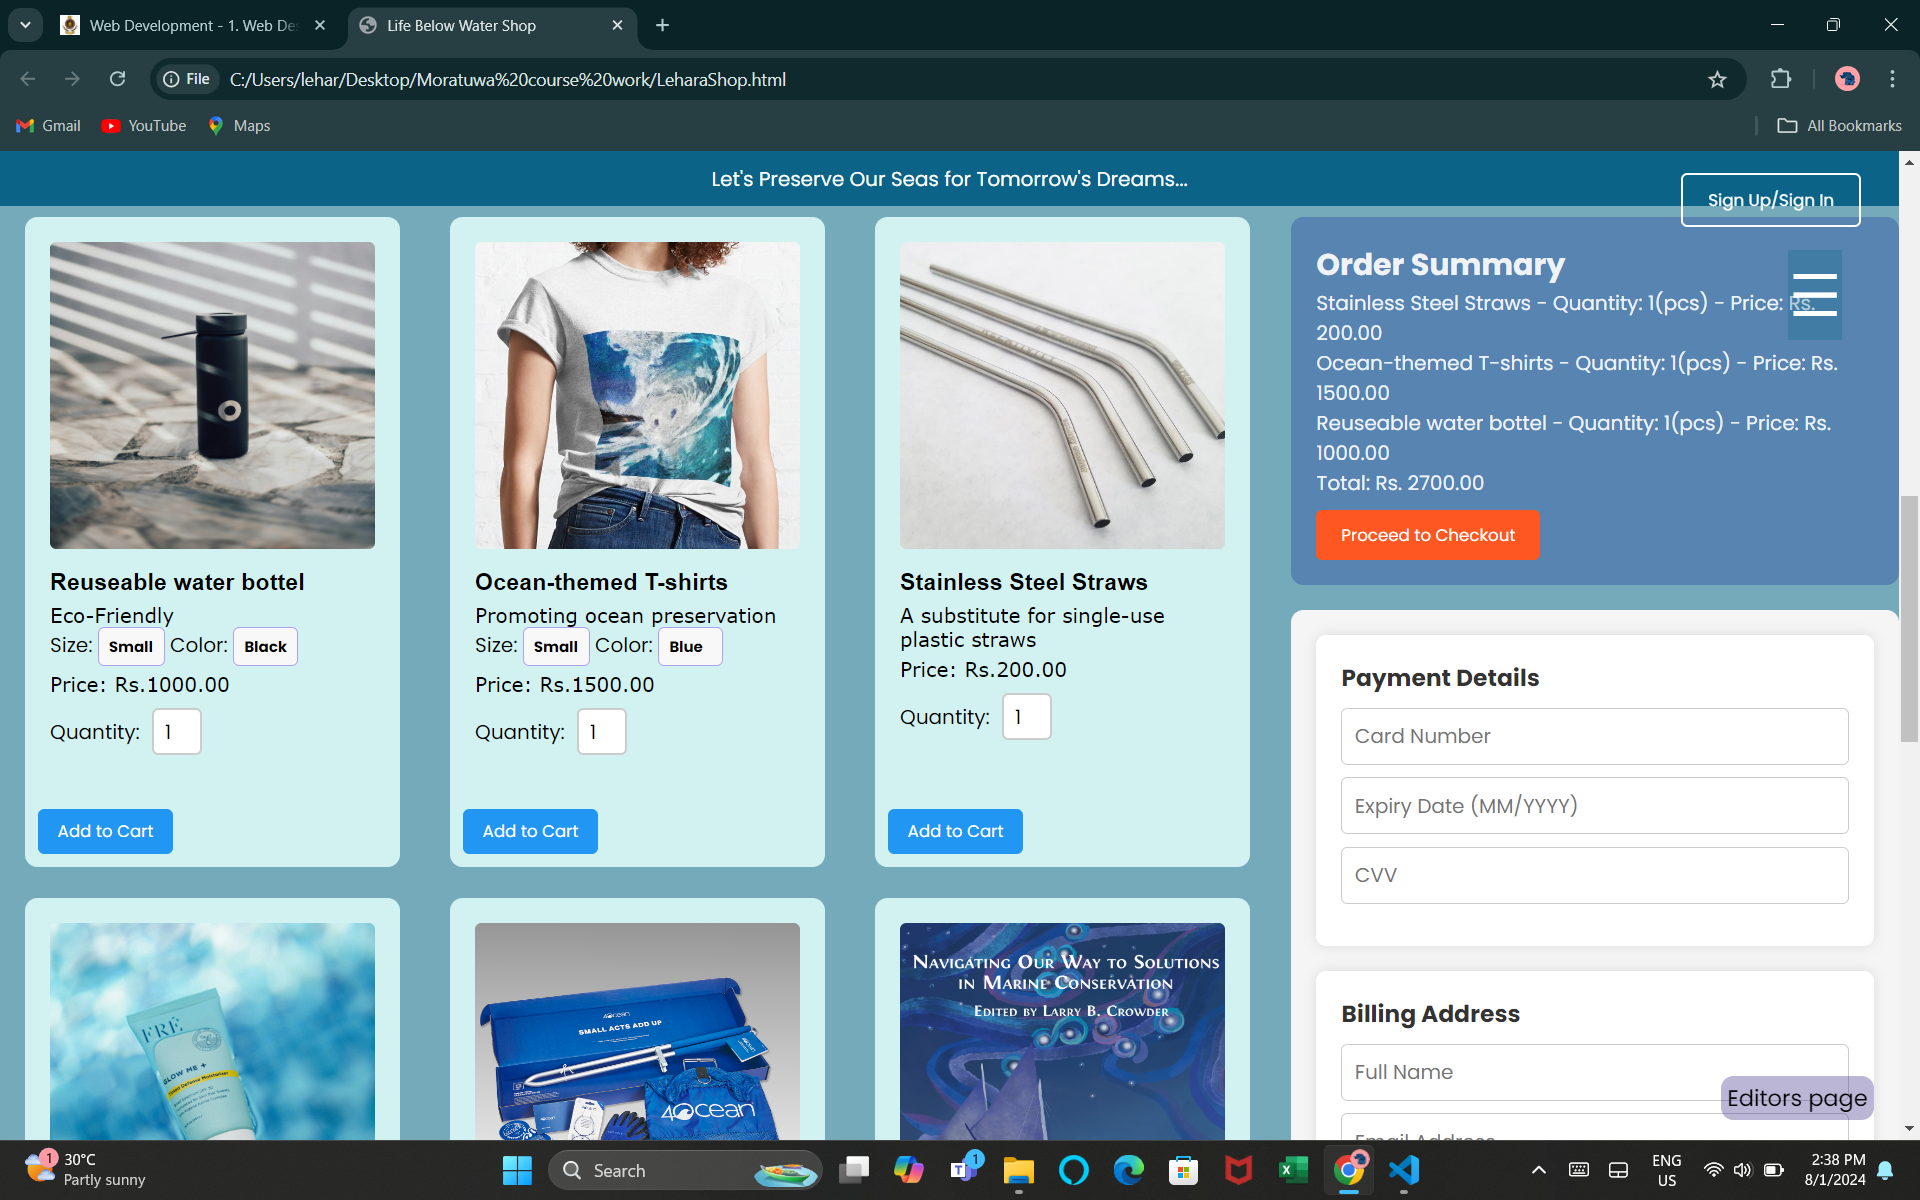 Web Development - 1. Web De
Life Below Water Shop
File
C:/Users/lehar/Desktop/Moratuwa%20course%20work/LeharaShop.html
Gmail
YouTube
Maps
All Bookmarks
Let's Preserve Our Seas for Tomorrow's Dreams...
Sign Up/Sign In
Reuseable water bottel
Eco-Friendly
Size: Small Color: Black
Price: Rs.1000.00
Quantity: 1
Add to Cart
Ocean-themed T-shirts
Promoting ocean preservation
Size: Small Color: Blue
Price: Rs.1500.00
Quantity: 1
Add to Cart
Stainless Steel Straws
A substitute for single-use
plastic straws
Price: Rs.200.00
Quantity: 1
Add to Cart
Order Summary
Stainless Steel Straws - Quantity: 1(pcs) - Price: Rs.
200.00
Ocean-themed T-shirts - Quantity: 1(pcs) - Price: Rs.
1500.00
Reuseable water bottel - Quantity: 1(pcs) - Price: Rs.
1000.00
Total: Rs. 2700.00
Proceed to Checkout
Payment Details
Card Number
Expiry Date (MM/YYYY)
CVV
Billing Address
Full Name
Email Address
Editors page
FRÉ
GLOW ME +
4OCEAN
SMALL ACTS ADD UP
4OCEAN
NAVIGATING OUR WAY TO SOLUTIONS
IN MARINE CONSERVATION
EDITED BY LARRY B. CROWDER
1
30°C
Partly sunny
Search
1
ENG
US
2:38 PM
8/1/2024